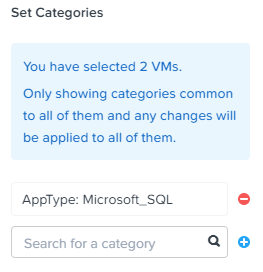 Set Categories
You have selected 2 VMs.
Only showing categories common
to all of them and any changes will
be applied to all of them.
AppType: Microsoft_SQL
Search for a category